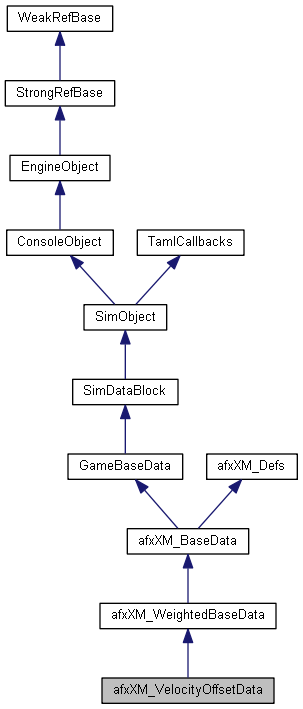 WeakRefBase
StrongRefBase
EngineObject
ConsoleObject
TamlCallbacks
SimObject
SimDataBlock
GameBaseData
afxXM_Defs
afxXM_BaseData
afxXM_WeightedBaseData
afxXM_VelocityOffsetData